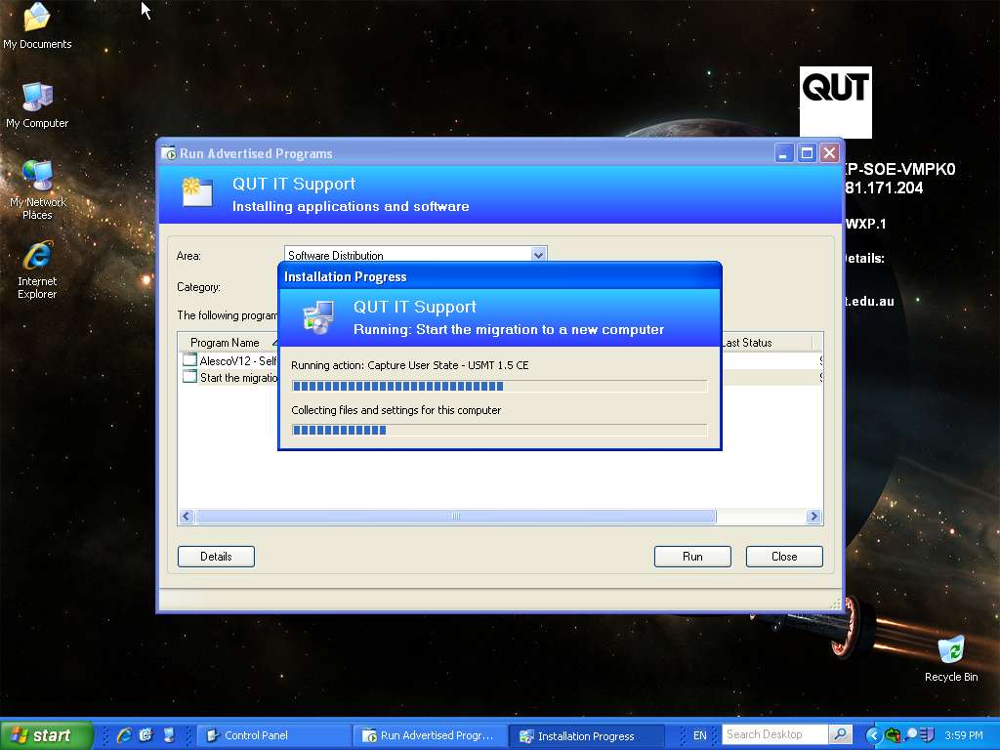 My Documents
My Computer
My Network
Places
Internet
Explorer
QUT
P-SOE-VMPK0
81.171.204
WXP.1
etails:
t.edu.au
Run Advertised Programs
QUT IT Support
Installing applications and software
Area:
Software Distribution
Category:
The following program
Program Name
Last Status
AlescoV12 - Self
Start the migratio
Installation Progress
QUT IT Support
Running: Start the migration to a new computer
Running action: Capture User State - USMT 1.5 CE
Collecting files and settings for this computer
Details
Run
Close
Recycle Bin
start
Control Panel
Run Advertised Progr...
Installation Progress
EN
Search Desktop
3:59 PM